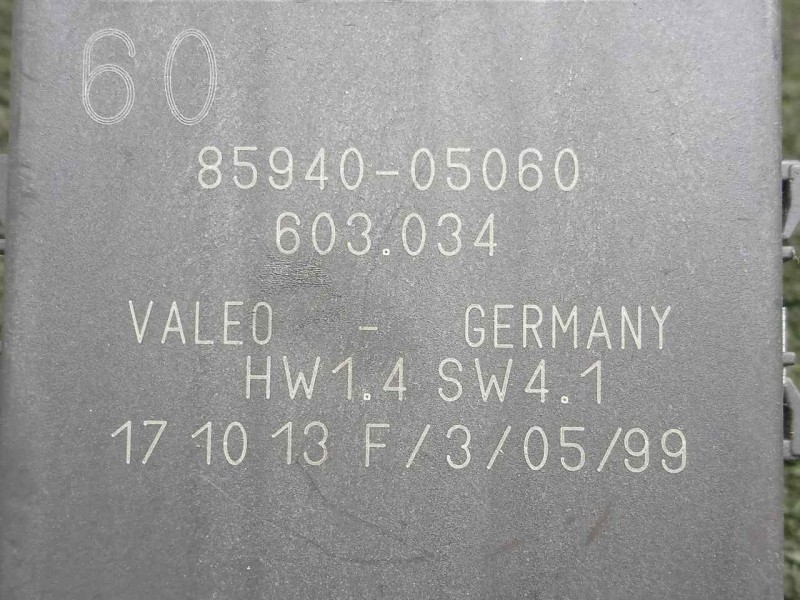 60
85940-05060
603.034
VALEO - GERMANY
HW1.4 SW4.1
17 10 13 F/3/05/99